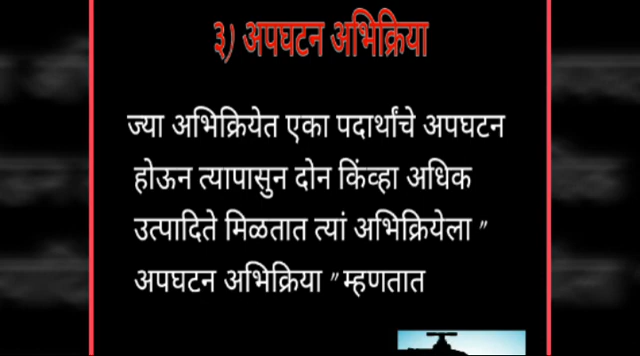 ३) अपघटन अभिक्रिया
ज्या अभिक्रियेत एका पदार्थांचे अपघटन
होऊन त्यापासुन दोन किंव्हा अधिक
उत्पादिते मिळतात त्यां अभिक्रियेला "
अपघटन अभिक्रिया " म्हणतात